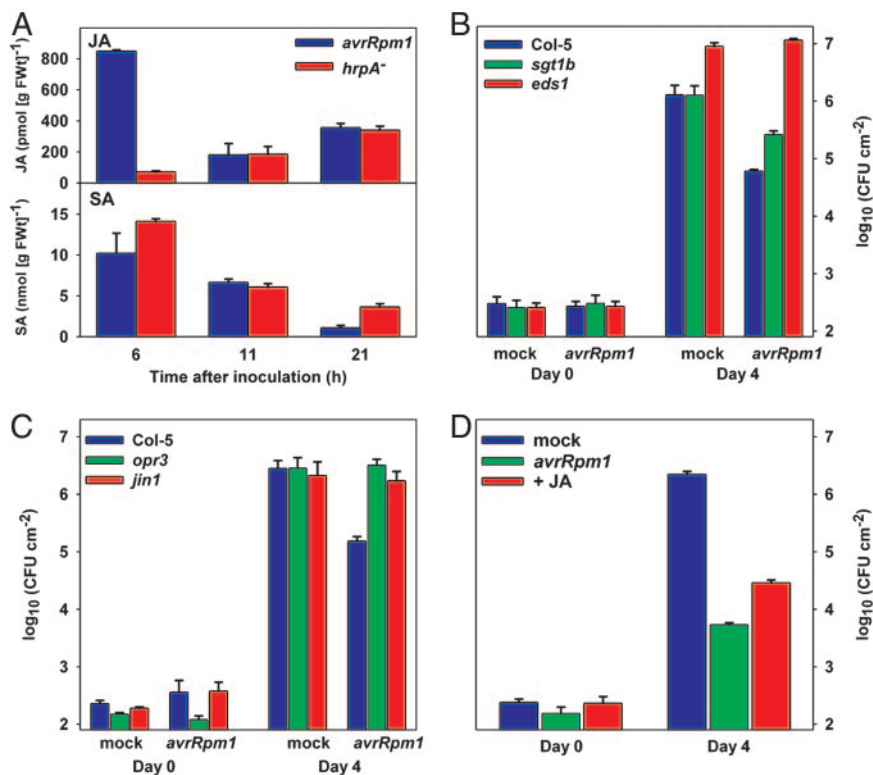 A
JA
avrRpm1
hrpA-
JA (pmol [g FWt]-1)
800
600
400
200
0
SA
SA (nmol [g FWt]-1)
15
10
5
0
6 11 21
Time after inoculation (h)
B
Col-5
sgt1b
eds1
7
6
5
4
3
2
log10 (CFU cm-2)
mock avrRpm1 mock avrRpm1
Day 0 Day 4
C
Col-5
opr3
jin1
7
6
5
4
3
2
log10 (CFU cm-2)
mock avrRpm1 mock avrRpm1
Day 0 Day 4
D
mock
avrRpm1
+ JA
7
6
5
4
3
2
log10 (CFU cm-2)
Day 0 Day 4